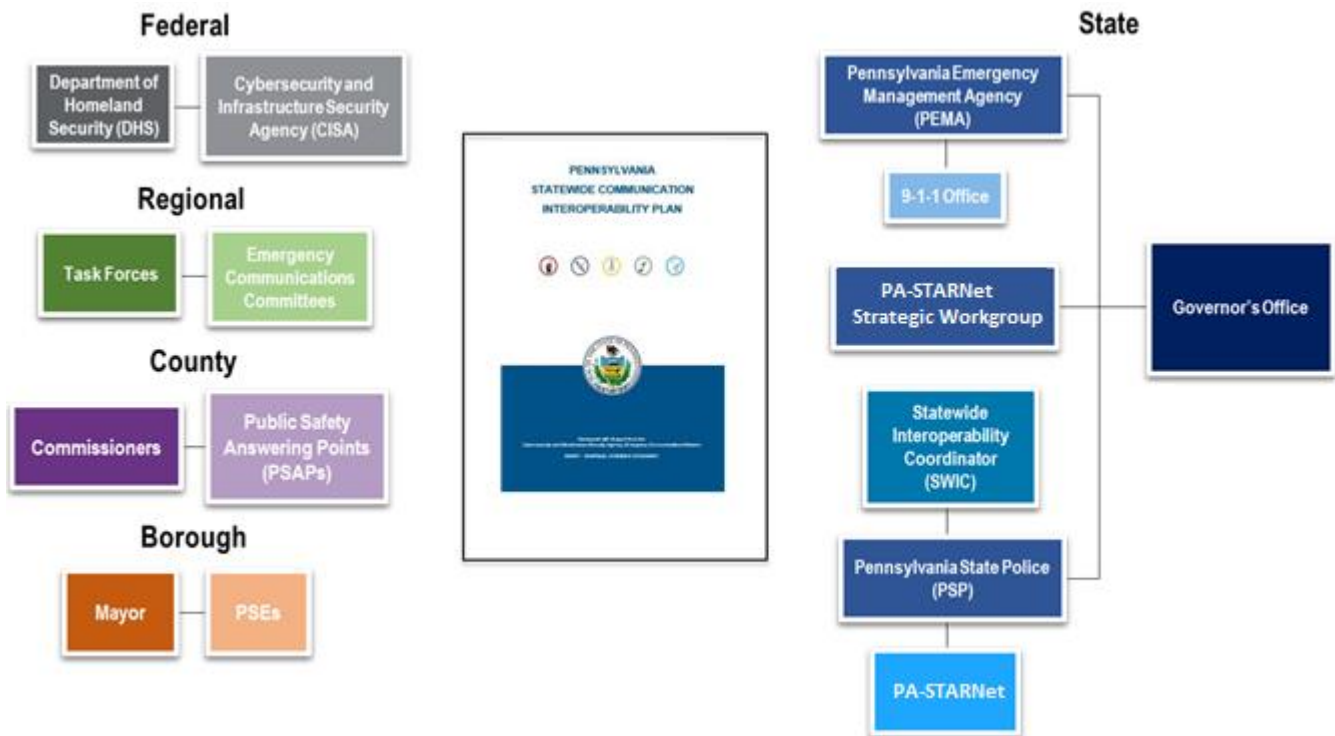 Federal
Department of
Homeland
Security (DHS)
Cybersecurity and
Infrastructure Security
Agency (CISA)
Regional
Task Forces
Emergency
Communications
Committees
County
Commissioners
Public Safety
Answering Points
(PSAPs)
Borough
Mayor
PSEs
PENNSYLVANIA
STATEWIDE COMMUNICATION
INTEROPERABILITY PLAN
State
Pennsylvania Emergency
Management Agency
(PEMA)
9-1-1 Office
PA-STARNet
Strategic Workgroup
Governor's Office
Statewide
Interoperability
Coordinator
(SWIC)
Pennsylvania State Police
(PSP)
PA-STARNet